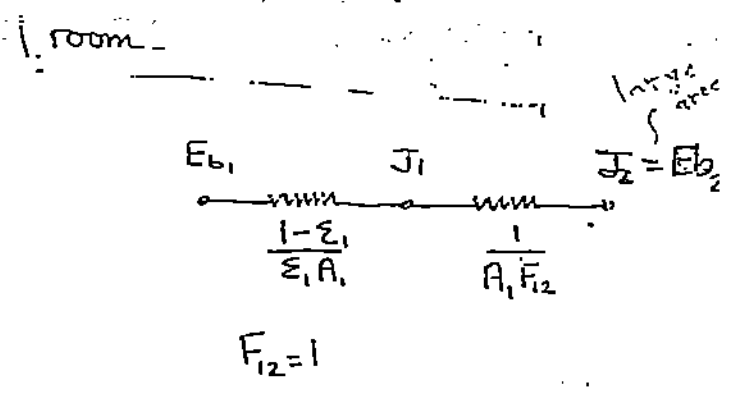 1. room-
Large area
Eb₁ J₁ J₂ = Eb₂
1-ε₁ / ε₁A₁ 1 / A₁F₁₂
F₁₂=1